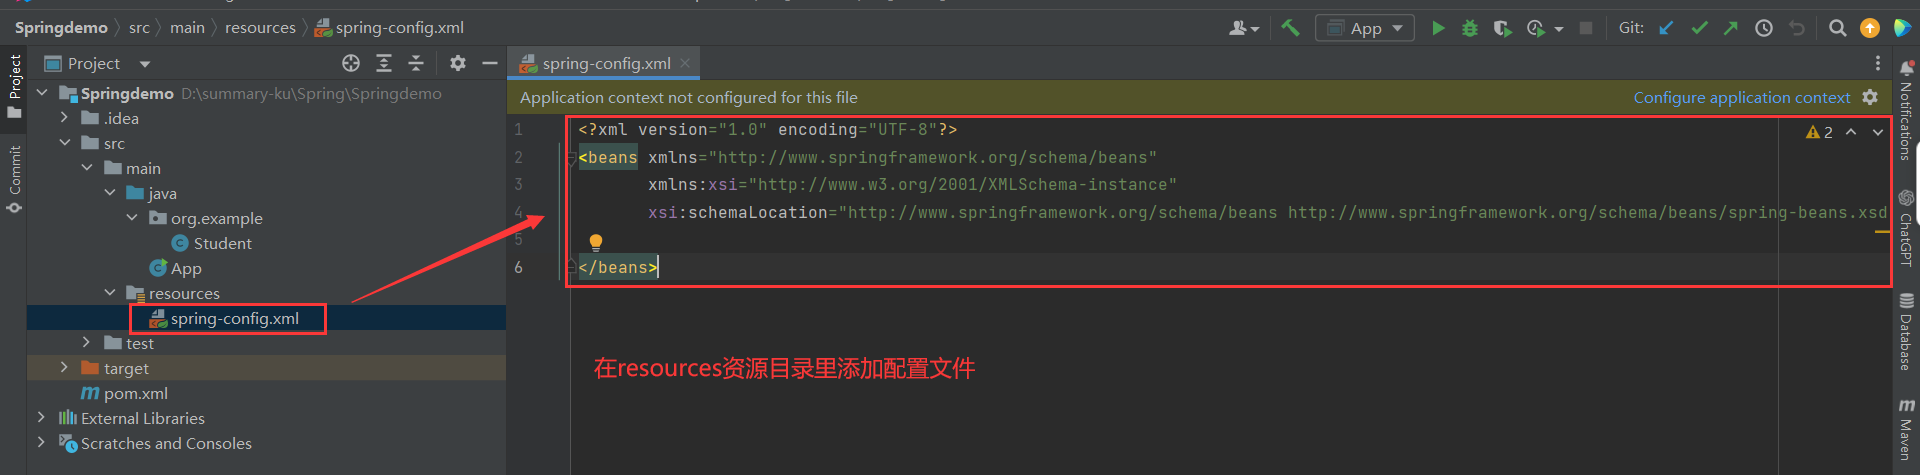 Springdemo src main resources spring-config.xml
App
Git:
Project
spring-config.xml
Project
Commit
Springdemo D:\summary-ku\Spring\Springdemo
.idea
src
main
java
org.example
Student
App
resources
spring-config.xml
test
target
pom.xml
External Libraries
Scratches and Consoles
Application context not configured for this file
Configure application context
1 <?xml version="1.0" encoding="UTF-8"?>
2 <beans xmlns="http://www.springframework.org/schema/beans"
3 xmlns:xsi="http://www.w3.org/2001/XMLSchema-instance"
4 xsi:schemaLocation="http://www.springframework.org/schema/beans http://www.springframework.org/schema/beans/spring-beans.xsd
5
6 </beans>
2
在resources资源目录里添加配置文件
Notifications
ChatGPT
Database
Maven